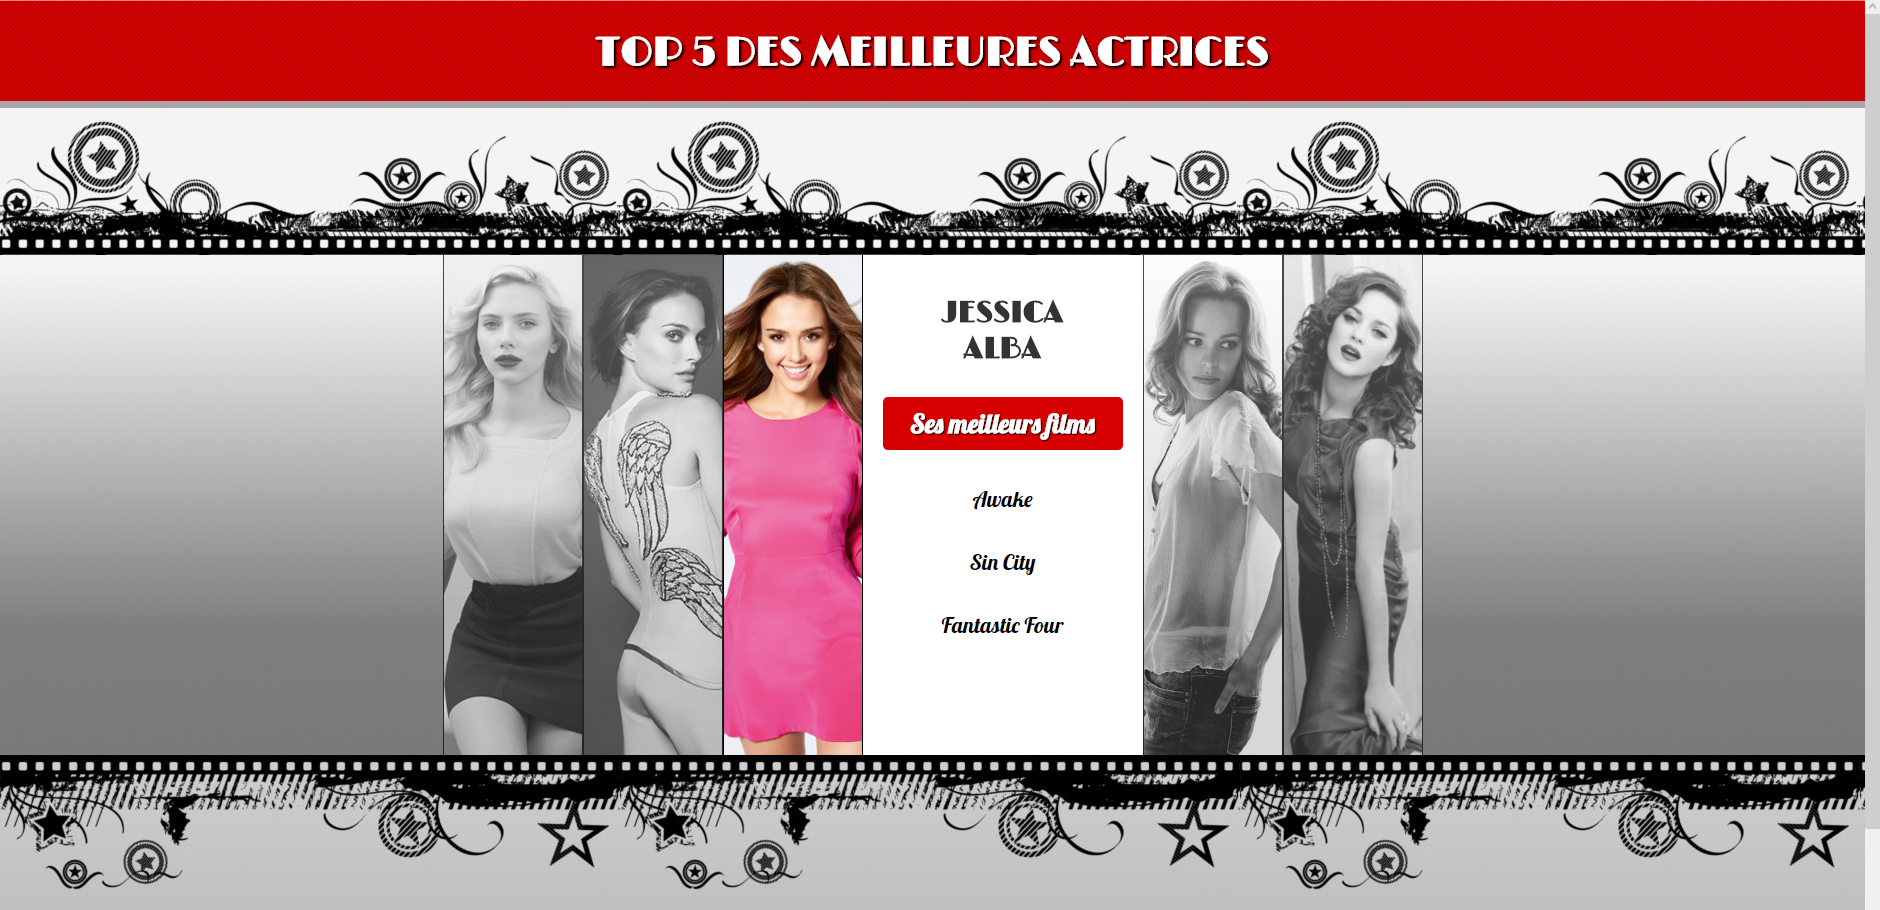 TOP 5 DES MEILLEURES ACTRICES
JESSICA
ALBA
Ses meilleurs films
Awake
Sin City
Fantastic Four